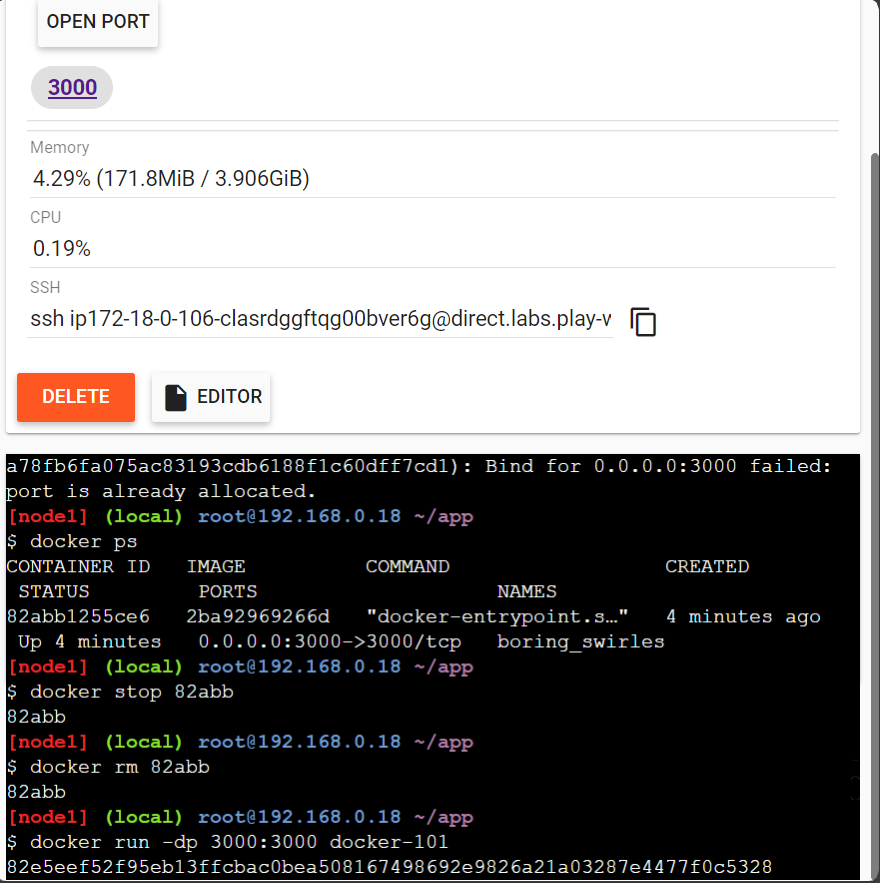 OPEN PORT
3000
Memory
4.29% (171.8MiB / 3.906GiB)
CPU
0.19%
SSH
ssh ip172-18-0-106-clasrdggftqg00bver6g@direct.labs.play-w
DELETE
EDITOR
a78fb6fa075ac83193cdb6188f1c60dff7cd1): Bind for 0.0.0.0:3000 failed:
port is already allocated.
[node1] (local) root@192.168.0.18 ~/app
$ docker ps
CONTAINER ID   IMAGE          COMMAND                  CREATED
 STATUS         PORTS                    NAMES
82abb1255ce6   2ba92969266d   "docker-entrypoint.s…"   4 minutes ago
 Up 4 minutes   0.0.0.0:3000->3000/tcp   boring_swirles
[node1] (local) root@192.168.0.18 ~/app
$ docker stop 82abb
82abb
[node1] (local) root@192.168.0.18 ~/app
$ docker rm 82abb
82abb
[node1] (local) root@192.168.0.18 ~/app
$ docker run -dp 3000:3000 docker-101
82e5eef52f95eb13ffcbac0bea508167498692e9826a21a03287e4477f0c5328